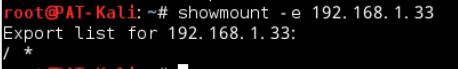 root@PAT-Kali:~# showmount -e 192.168.1.33
Export list for 192.168.1.33:
/ *